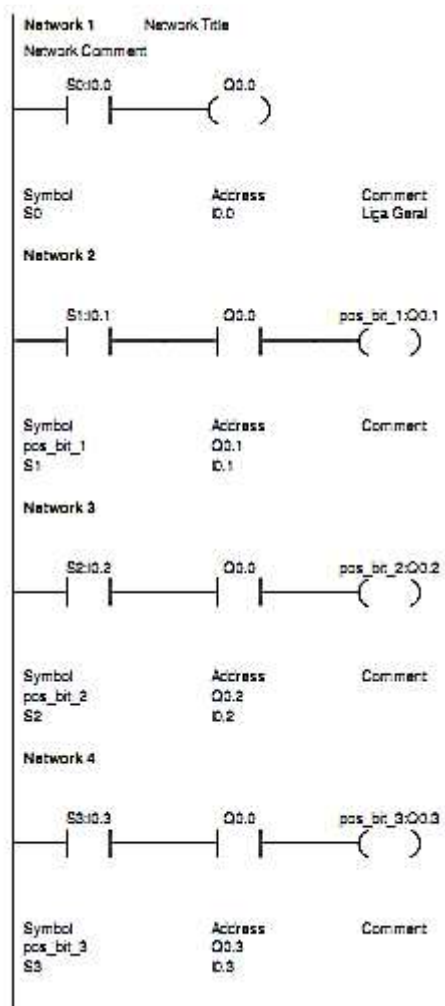 Network 1 Network Title
Network Comment
S0:I0.0 Q0.0
Symbol Address Comment
S0 I0.0 Liga Geral
Network 2
S1:I0.1 Q0.0 pos_bit_1:Q0.1
Symbol Address Comment
pos_bit_1 Q0.1
S1 I0.1
Network 3
S2:I0.2 Q0.0 pos_bit_2:Q0.2
Symbol Address Comment
pos_bit_2 Q0.2
S2 I0.2
Network 4
S3:I0.3 Q0.0 pos_bit_3:Q0.3
Symbol Address Comment
pos_bit_3 Q0.3
S3 I0.3